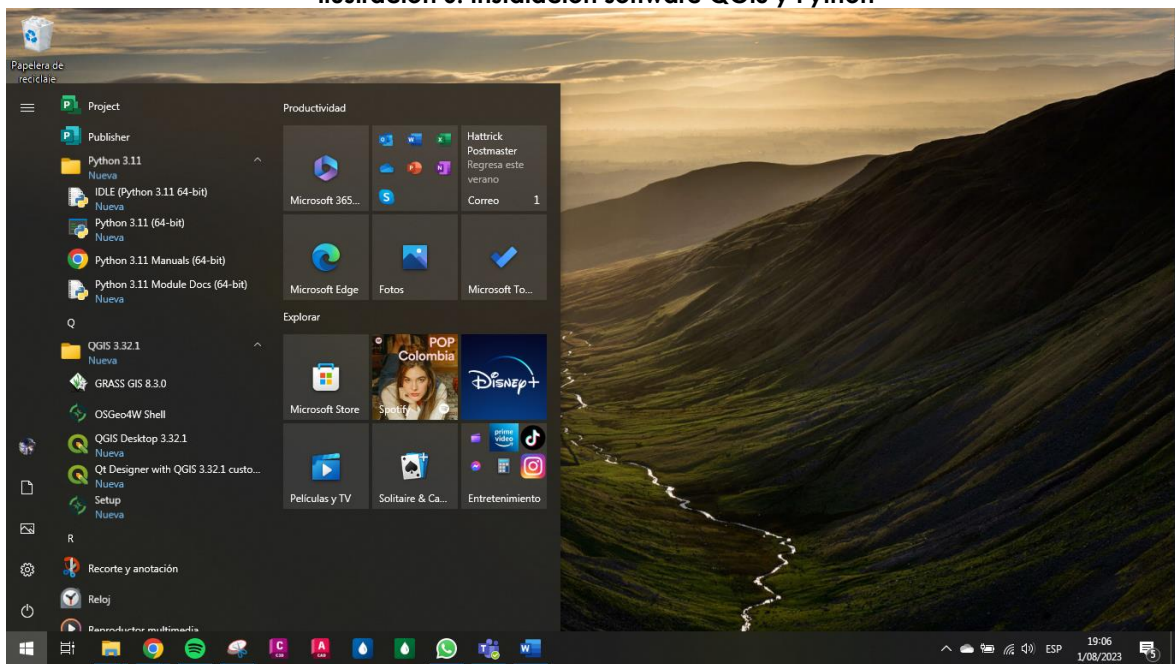 Ilustración 6. Instalación software QGIS y Python
Papelera de
reciclaje
Project
Publisher
Python 3.11
Nueva
IDLE (Python 3.11 64-bit)
Nueva
Python 3.11 (64-bit)
Nueva
Python 3.11 Manuals (64-bit)
Python 3.11 Module Docs (64-bit)
Nueva
Q
QGIS 3.32.1
Nueva
GRASS GIS 8.3.0
OSGeo4W Shell
QGIS Desktop 3.32.1
Nueva
Qt Designer with QGIS 3.32.1 custo...
Nueva
Setup
Nueva
R
Recorte y anotación
Reloj
Reproductor multimedia
Productividad
Microsoft 365...
Hattrick
Postmaster
Regresa este
verano
Correo 1
Microsoft Edge
Fotos
Microsoft To...
Explorar
Microsoft Store
POP
Colombia
Spotify
Disney+
prime
video
Películas y TV
Solitaire & Ca...
Entretenimiento
ESP
19:06
1/08/2023
5